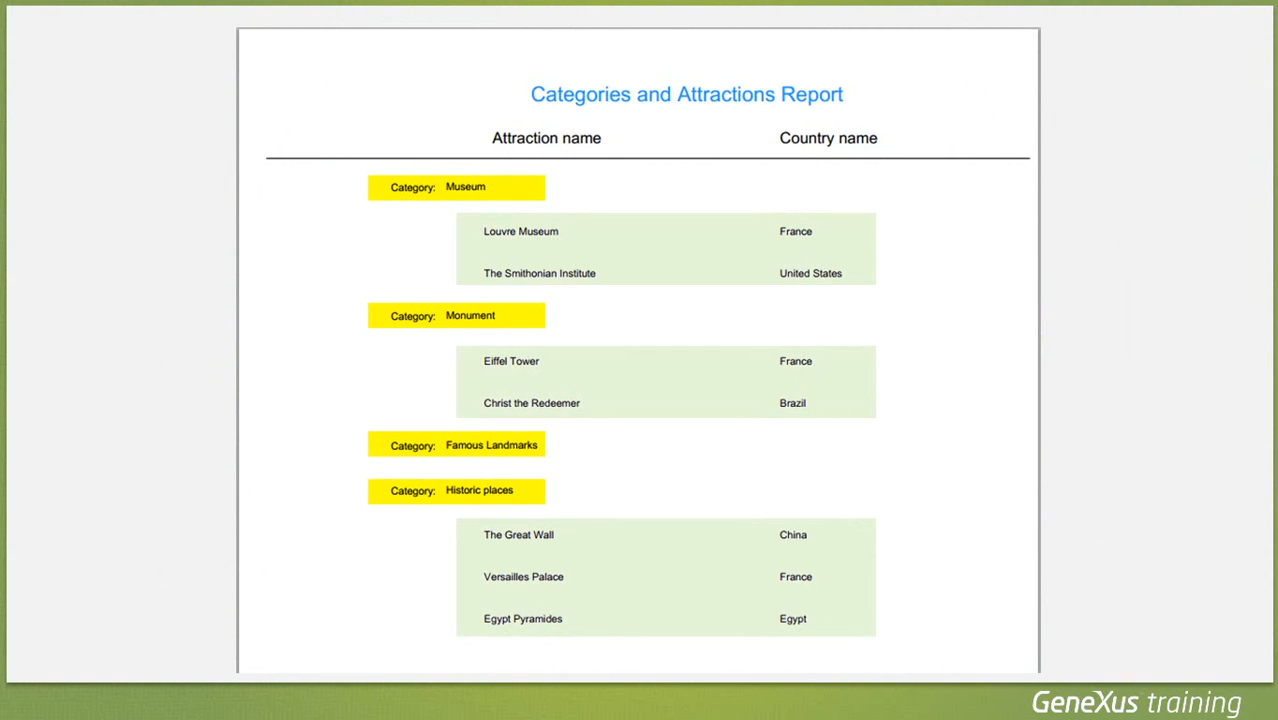 Categories and Attractions Report
Attraction name Country name
Category: Museum
Louvre Museum France
The Smithonian Institute United States
Category: Monument
Eiffel Tower France
Christ the Redeemer Brazil
Category: Famous Landmarks
Category: Historic places
The Great Wall China
Versailles Palace France
Egypt Pyramides Egypt
GeneXus training